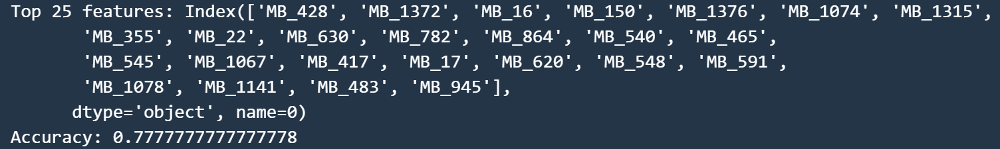 Top 25 features: Index(['MB_428', 'MB_1372', 'MB_16', 'MB_150', 'MB_1376', 'MB_1074', 'MB_1315',
       'MB_355', 'MB_22', 'MB_630', 'MB_782', 'MB_864', 'MB_540', 'MB_465',
       'MB_545', 'MB_1067', 'MB_417', 'MB_17', 'MB_620', 'MB_548', 'MB_591',
       'MB_1078', 'MB_1141', 'MB_483', 'MB_945'],
      dtype='object', name=0)
Accuracy: 0.7777777777777778